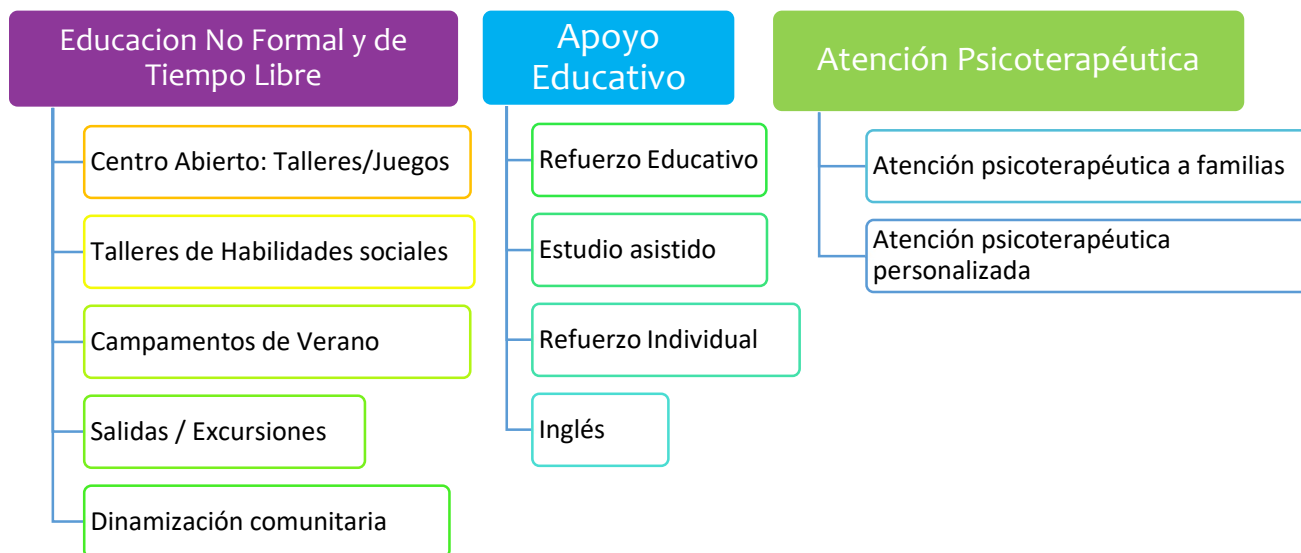 Educacion No Formal y de
Tiempo Libre
Centro Abierto: Talleres/Juegos
Talleres de Habilidades sociales
Campamentos de Verano
Salidas / Excursiones
Dinamización comunitaria
Apoyo
Educativo
Refuerzo Educativo
Estudio asistido
Refuerzo Individual
Inglés
Atención Psicoterapéutica
Atención psicoterapéutica a familias
Atención psicoterapéutica
personalizada